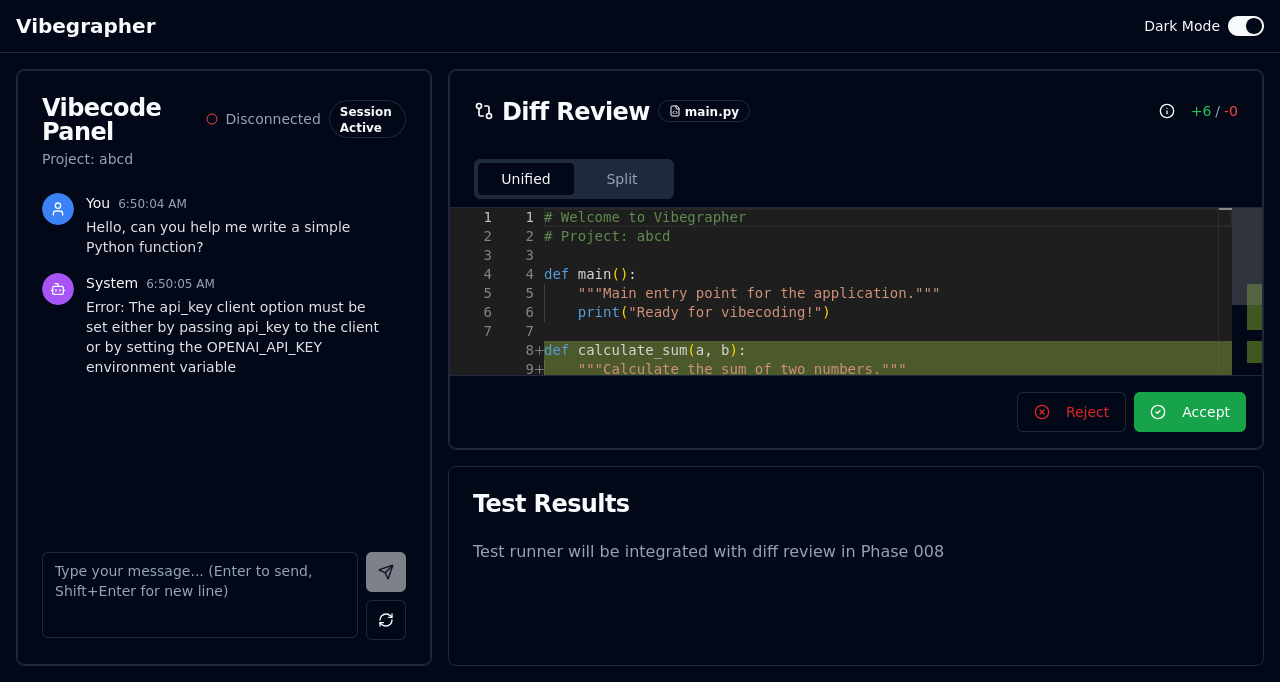 Vibegrapher
Dark Mode
Vibecode
Panel
Disconnected
Session
Active
Project: abcd
You 6:50:04 AM
Hello, can you help me write a simple
Python function?
System 6:50:05 AM
Error: The api_key client option must be
set either by passing api_key to the client
or by setting the OPENAI_API_KEY
environment variable
Type your message... (Enter to send,
Shift+Enter for new line)
Diff Review main.py
+6 / -0
Unified Split
1 1 # Welcome to Vibegrapher
2 2 # Project: abcd
3 3
4 4 def main():
5 5 """Main entry point for the application."""
6 6 print("Ready for vibecoding!")
7 7
8+ def calculate_sum(a, b):
9+ """Calculate the sum of two numbers."""
Reject Accept
Test Results
Test runner will be integrated with diff review in Phase 008